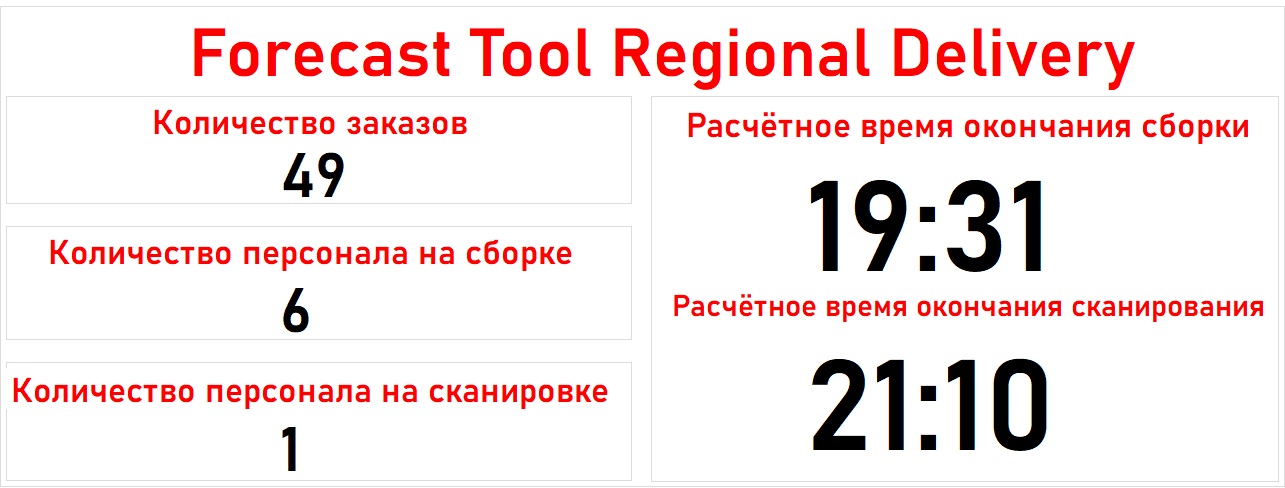 Forecast Tool Regional Delivery
Количество заказов
49
Количество персонала на сборке
6
Количество персонала на сканировке
1
Расчётное время окончания сборки
19:31
Расчётное время окончания сканирования
21:10